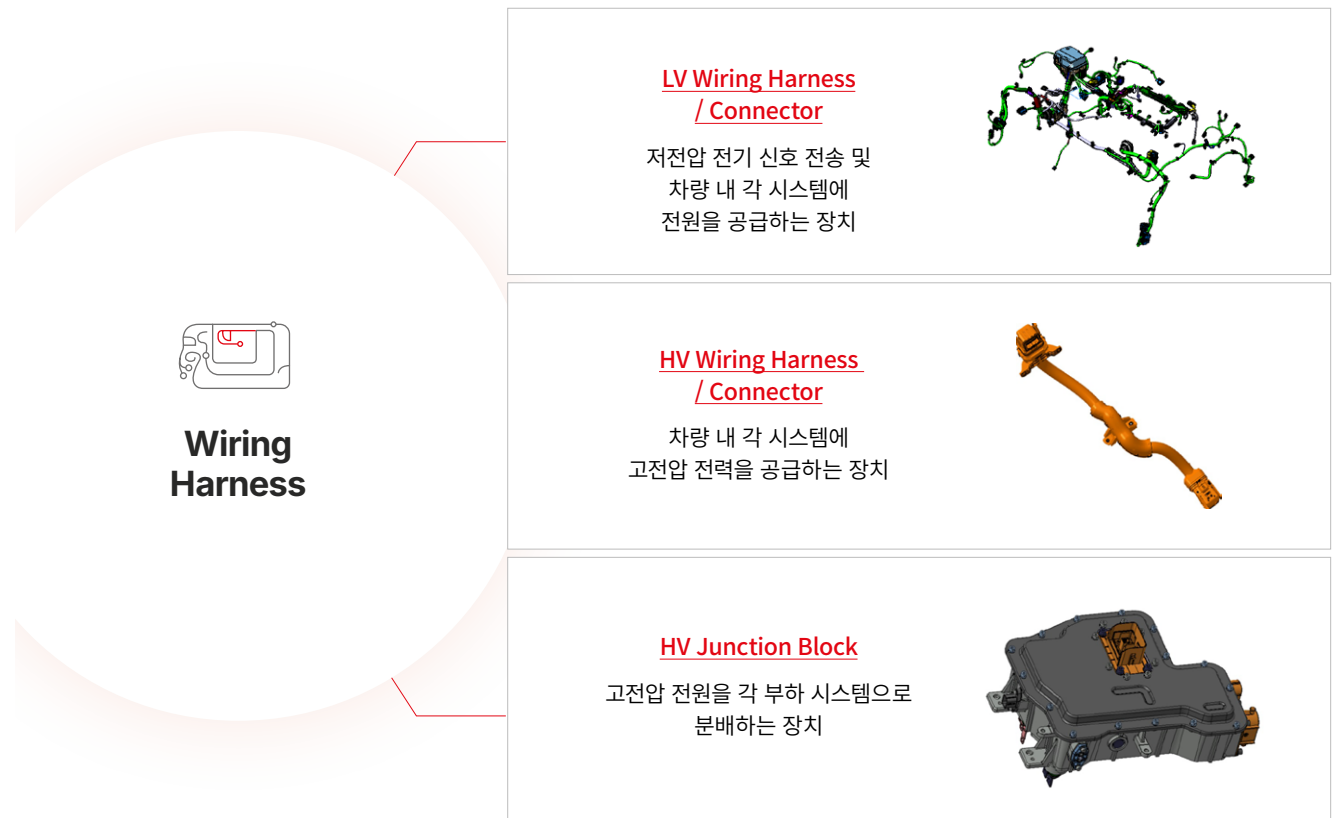 Wiring
Harness
LV Wiring Harness
/ Connector
저전압 전기 신호 전송 및
차량 내 각 시스템에
전원을 공급하는 장치
HV Wiring Harness
/ Connector
차량 내 각 시스템에
고전압 전력을 공급하는 장치
HV Junction Block
고전압 전원을 각 부하 시스템으로
분배하는 장치